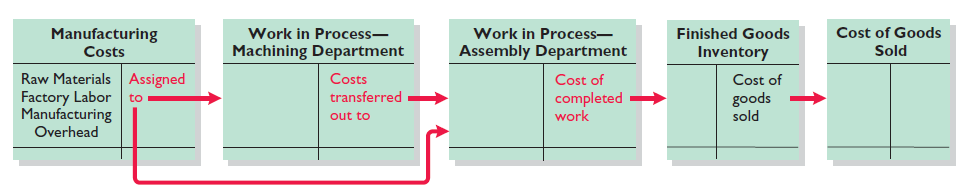 Manufacturing
Costs
Raw Materials
Factory Labor
Manufacturing
Overhead
Assigned
to
Work in Process—
Machining Department
Costs
transferred
out to
Work in Process—
Assembly Department
Cost of
completed
work
Finished Goods
Inventory
Cost of
goods
sold
Cost of Goods
Sold